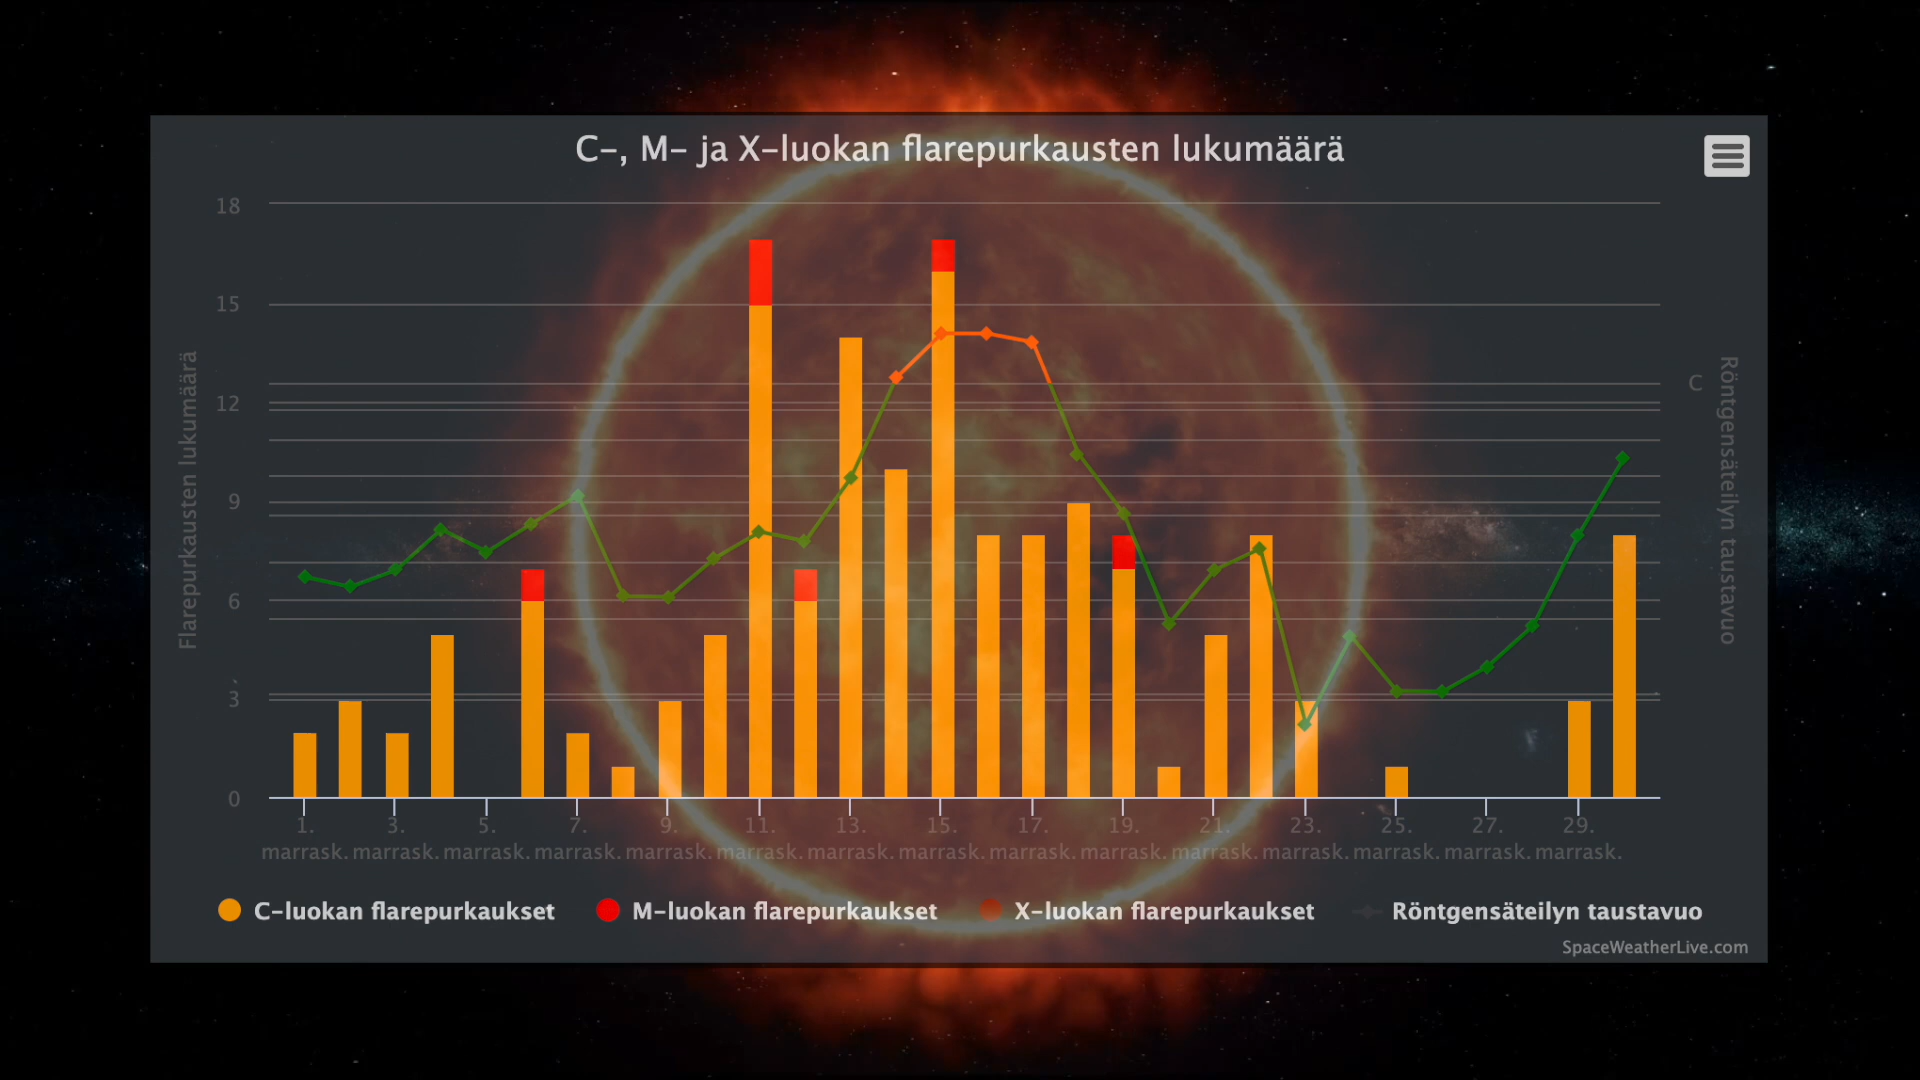 C-, M- ja X-luokan flarepurkausten lukumäärä
18
15
12
9
6
3
0
Flarepurkausten lukumäärä
C
Röntgensäteilyn taustavuo
1. 3. 5. 7. 9. 11. 13. 15. 17. 19. 21. 23. 25. 27. 29.
marrask. marrask. marrask. marrask. marrask. marrask. marrask. marrask. marrask. marrask. marrask. marrask. marrask. marrask. marrask.
C-luokan flarepurkaukset M-luokan flarepurkaukset X-luokan flarepurkaukset Röntgensäteilyn taustavuo
SpaceWeatherLive.com